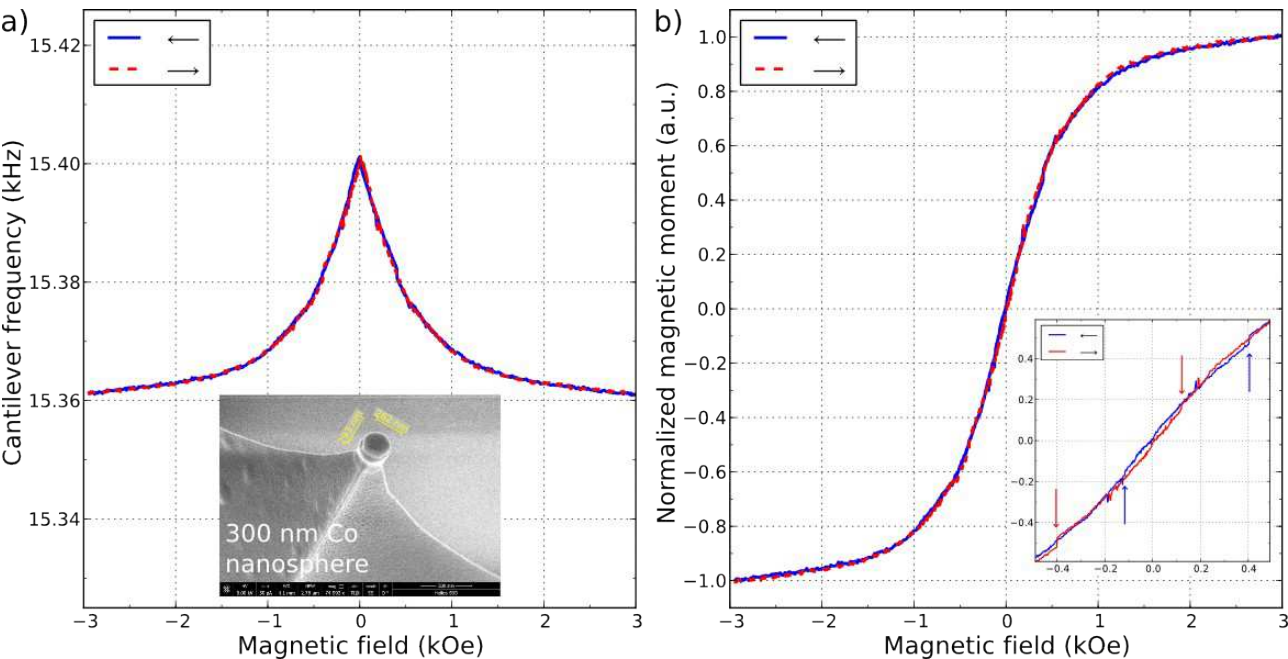 a)
←
→
15.42
15.40
15.38
15.36
15.34
Cantilever frequency (kHz)
−3 −2 −1 0 1 2 3
Magnetic field (kOe)
300 nm Co
nanosphere
b)
←
→
1.0
0.8
0.6
0.4
0.2
0.0
−0.2
−0.4
−0.6
−0.8
−1.0
Normalized magnetic moment (a.u.)
−3 −2 −1 0 1 2 3
Magnetic field (kOe)
←
→
0.4
0.2
0.0
−0.2
−0.4
−0.4 −0.2 0.0 0.2 0.4